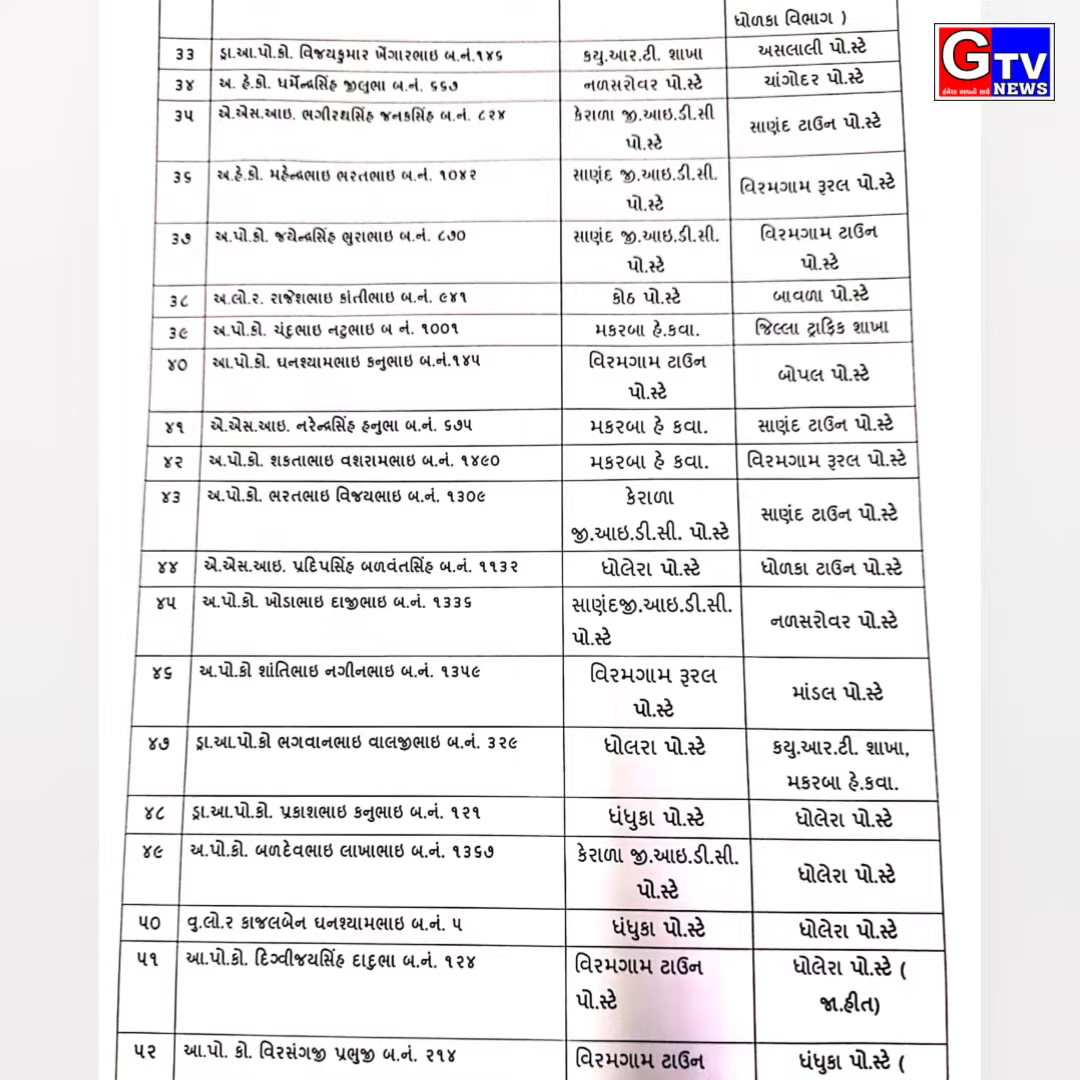 ધોળકા વિભાગ )
GTV
NEWS
૩૩ ડ્રા.આ.પો.કો. વિજયકુમાર ખેંગારભાઇ બ.નં.૧૪૬ કયુ.આર.ટી. શાખા અસલાલી પો.સ્ટે
૩૪ અ. હે.કો. ધર્મેન્દ્રસિંહ જીલુભા બ.નં. ૬૬૭ નળસરોવર પો.સ્ટે ચાંગોદર પો.સ્ટે
૩૫ એ.એસ.આઇ. ભગીરથસિંહ જનકસિંહ બ.નં. ૮૨૪ કેરાળા જી.આઇ.ડી.સી
પો.સ્ટે સાણંદ ટાઉન પો.સ્ટે
૩૬ અ.હે.કો. મહેન્દ્રભાઇ ભરતભાઇ બ.નં. ૧૦૪૨ સાણંદ જી.આઇ.ડી.સી.
પો.સ્ટે વિરમગામ રૂરલ પો.સ્ટે
૩૭ અ.પો.કો. જયેન્દ્રસિંહ ભુરાભાઇ બ.નં. ૮૭૦ સાણંદ જી.આઇ.ડી.સી. વિરમગામ ટાઉન
પો.સ્ટે પો.સ્ટે
૩૮ અ.લો.ર. રાજેશભાઇ કાંતીભાઇ બ.નં. ૯૪૧ કોઠ પો.સ્ટે બાવળા પો.સ્ટે
૩૯ અ.પો.કો. ચંદુભાઇ નટુભાઇ બ નં. ૧૦૦૧ મકરબા હે.કવા. જિલ્લા ટ્રાફિક શાખા
૪૦ આ.પો.કો. ઘનશ્યામભાઇ કનુભાઇ બ.નં.૧૪૫ વિરમગામ ટાઉન
પો.સ્ટે બોપલ પો.સ્ટે
૪૧ એ.એસ.આઇ. નરેન્દ્રસિંહ હનુભા બ.નં. ૬૭૫ મકરબા હે કવા. સાણંદ ટાઉન પો.સ્ટે
૪૨ અ.પો.કો. શકતાભાઇ વશરામભાઇ બ.નં. ૧૪૯૦ મકરબા હે કવા. વિરમગામ રૂરલ પો.સ્ટે
૪૩ અ.પો.કો. ભરતભાઇ વિજયભાઇ બ.નં. ૧૩૦૯ કેરાળા
જી.આઇ.ડી.સી. પો.સ્ટે સાણંદ ટાઉન પો.સ્ટે
૪૪ એ.એસ.આઇ. પ્રદિપસિંહ બળવંતસિંહ બ.નં. ૧૧૩૨ ધોલેરા પો.સ્ટે ધોળકા ટાઉન પો.સ્ટે
૪૫ અ.પો.કો. ખોડાભાઇ દાજીભાઇ બ.નં. ૧૩૩૬ સાણંદજી.આઇ.ડી.સી.
પો.સ્ટે નળસરોવર પો.સ્ટે
૪૬ અ.પો.કો શાંતિભાઇ નગીનભાઇ બ.નં. ૧૩૫૯ વિરમગામ રૂરલ
પો.સ્ટે માંડલ પો.સ્ટે
૪૭ ડ્રા.આ.પો.કો ભગવાનભાઇ વાલજીભાઇ બ.નં. ૩૨૯ ધોલરા પો.સ્ટે કયુ.આર.ટી. શાખા,
મકરબા હે.કવા.
૪૮ ડ્રા.આ.પો.કો. પ્રકાશભાઇ કનુભાઇ બ.નં. ૧૨૧ ધંધુકા પો.સ્ટે ધોલેરા પો.સ્ટે
૪૯ અ.પો.કો. બળદેવભાઇ લાખાભાઇ બ.નં. ૧૩૬૭ કેરાળા જી.આઇ.ડી.સી.
પો.સ્ટે ધોલેરા પો.સ્ટે
૫૦ વુ.લો.ર કાજલબેન ઘનશ્યામભાઇ બ.નં. ૫ ધંધુકા પો.સ્ટે ધોલેરા પો.સ્ટે
૫૧ આ.પો.કો. દિગ્વીજયસિંહ દાદુભા બ.નં. ૧૨૪ વિરમગામ ટાઉન ધોલેરા પો.સ્ટે (
પો.સ્ટે જા.હીત)
૫૨ આ.પો. કો. વિરસંગજી પ્રભુજી બ.નં. ૨૧૪ વિરમગામ ટાઉન ધંધુકા પો.સ્ટે (